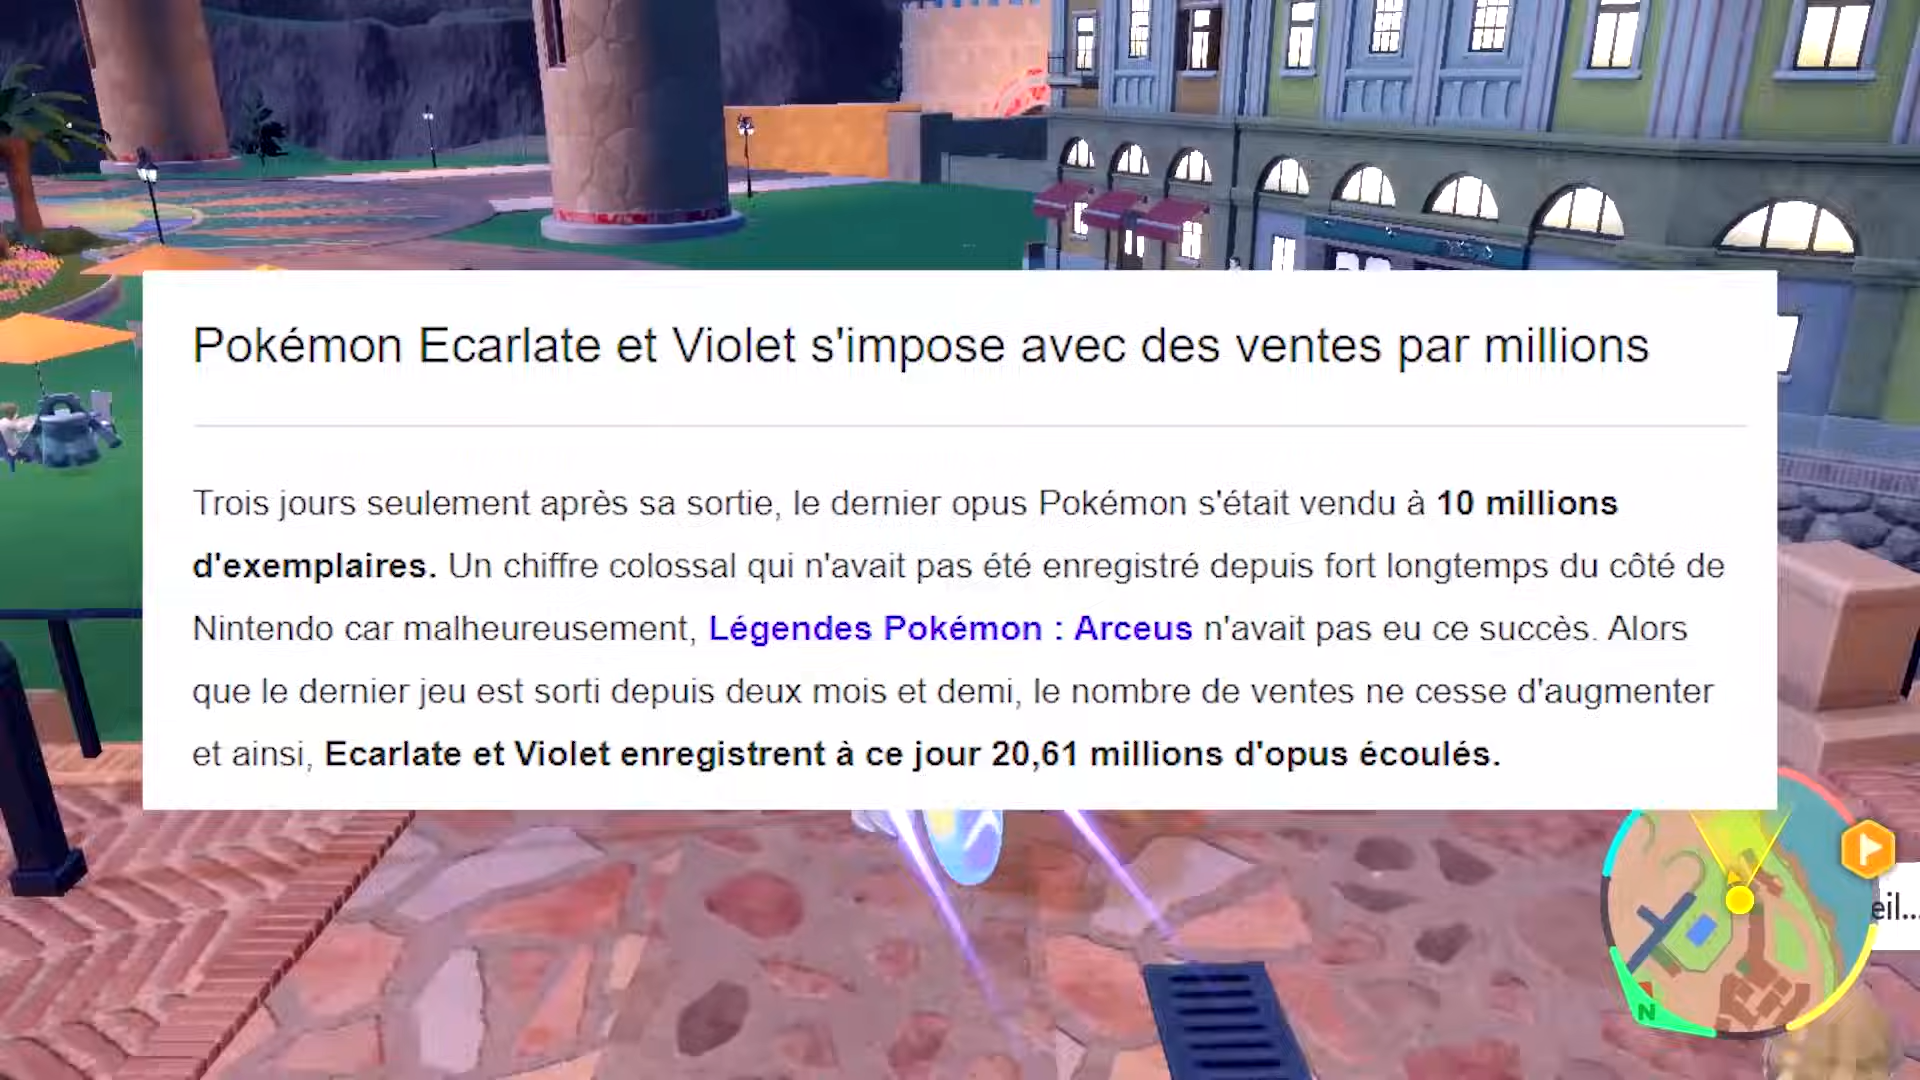 Pokémon Ecarlate et Violet s'impose avec des ventes par millions
Trois jours seulement après sa sortie, le dernier opus Pokémon s'était vendu à 10 millions
d'exemplaires. Un chiffre colossal qui n'avait pas été enregistré depuis fort longtemps du côté de
Nintendo car malheureusement, Légendes Pokémon : Arceus n'avait pas eu ce succès. Alors
que le dernier jeu est sorti depuis deux mois et demi, le nombre de ventes ne cesse d'augmenter
et ainsi, Ecarlate et Violet enregistrent à ce jour 20,61 millions d'opus écoulés.
eil...
N